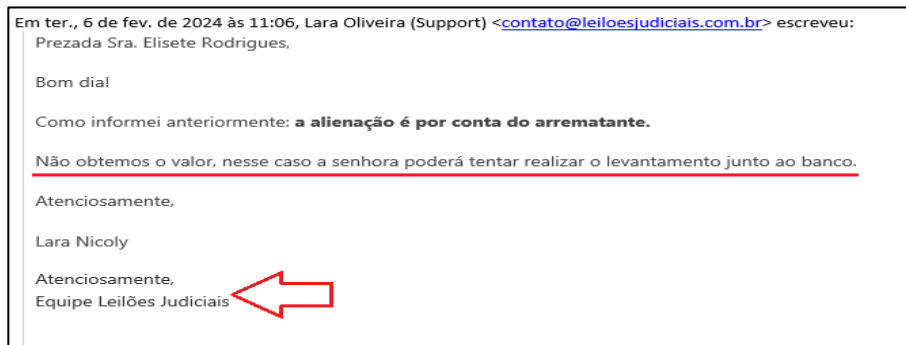 Em ter., 6 de fev. de 2024 às 11:06, Lara Oliveira (Support) <contato@leiloesjudiciais.com.br> escreveu:
Prezada Sra. Elisete Rodrigues,
Bom dia!
Como informei anteriormente: a alienação é por conta do arrematante.
Não obtemos o valor, nesse caso a senhora poderá tentar realizar o levantamento junto ao banco.
Atenciosamente,
Lara Nicoly
Atenciosamente,
Equipe Leilões Judiciais